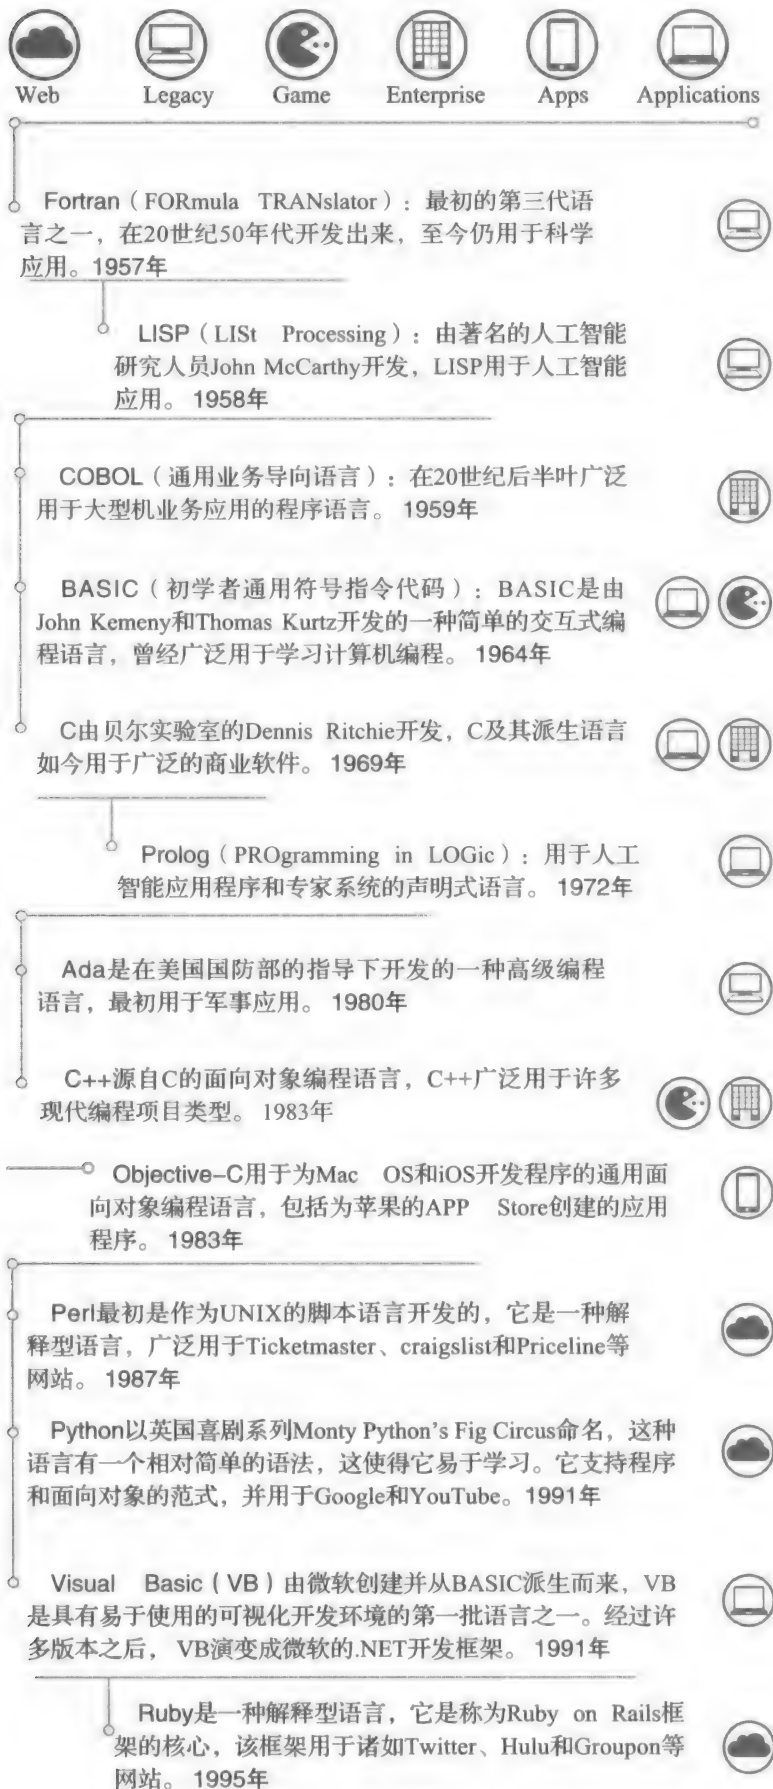 Web Legacy Game Enterprise Apps Applications
Fortran（FORmula TRANslator）：最初的第三代语
言之一，在20世纪50年代开发出来，至今仍用于科学
应用。1957年
LISP（LISt Processing）：由著名的人工智能
研究人员John McCarthy开发，LISP用于人工智能
应用。 1958年
COBOL（通用业务导向语言）：在20世纪后半叶广泛
用于大型机业务应用的程序语言。 1959年
BASIC（初学者通用符号指令代码）：BASIC是由
John Kemeny和Thomas Kurtz开发的一种简单的交互式编
程语言，曾经广泛用于学习计算机编程。 1964年
C由贝尔实验室的Dennis Ritchie开发，C及其派生语言
如今用于广泛的商业软件。 1969年
Prolog（PROgramming in LOGic）：用于人工
智能应用程序和专家系统的声明式语言。 1972年
Ada是在美国国防部的指导下开发的一种高级编程
语言，最初用于军事应用。 1980年
C++源自C的面向对象编程语言，C++广泛用于许多
现代编程项目类型。 1983年
Objective-C用于为Mac OS和iOS开发程序的通用面
向对象编程语言，包括为苹果的APP Store创建的应用
程序。 1983年
Perl最初是作为UNIX的脚本语言开发的，它是一种解
释型语言，广泛用于Ticketmaster、craigslist和Priceline等
网站。 1987年
Python以英国喜剧系列Monty Python's Fig Circus命名，这种
语言有一个相对简单的语法，这使得它易于学习。它支持程序
和面向对象的范式，并用于Google和YouTube。1991年
Visual Basic（VB）由微软创建并从BASIC派生而来，VB
是具有易于使用的可视化开发环境的第一批语言之一。经过许
多版本之后， VB演变成微软的.NET开发框架。 1991年
Ruby是一种解释型语言，它是称为Ruby on Rails框
架的核心，该框架用于诸如Twitter、Hulu和Groupon等
网站。 1995年